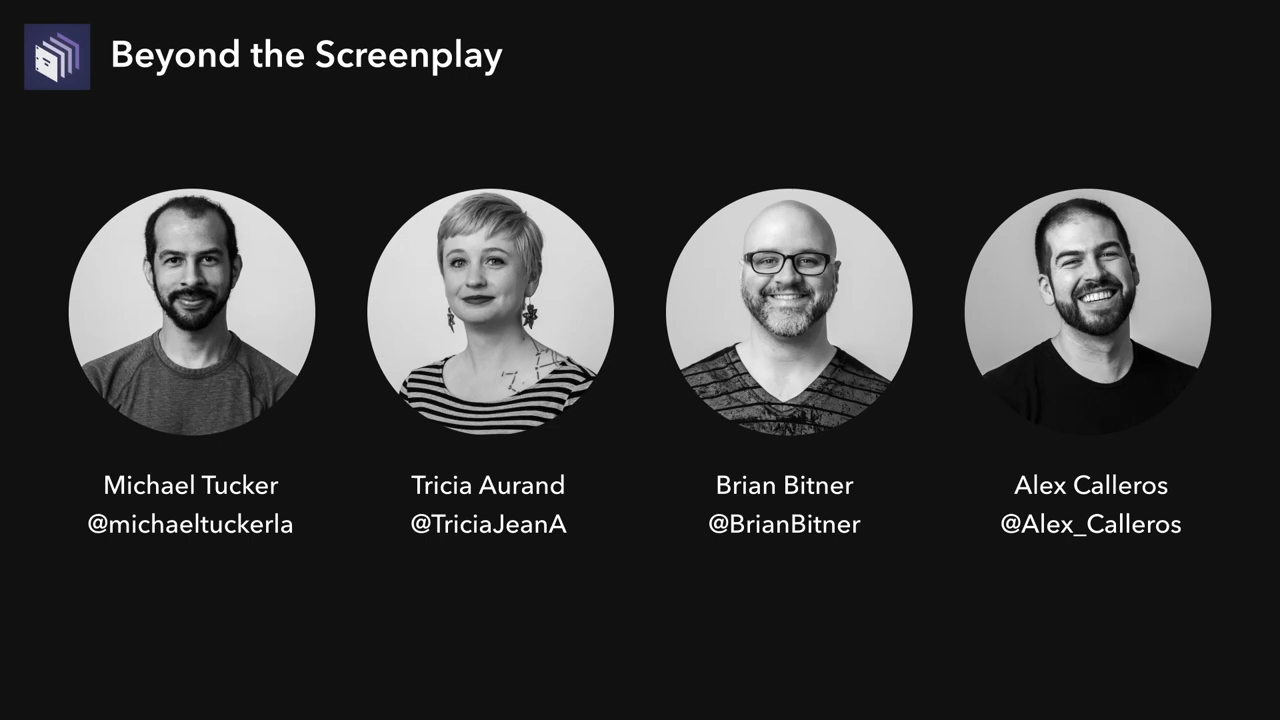 Beyond the Screenplay
Michael Tucker
@michaeltuckerla
Tricia Aurand
@TriciaJeanA
Brian Bitner
@BrianBitner
Alex Calleros
@Alex_Calleros